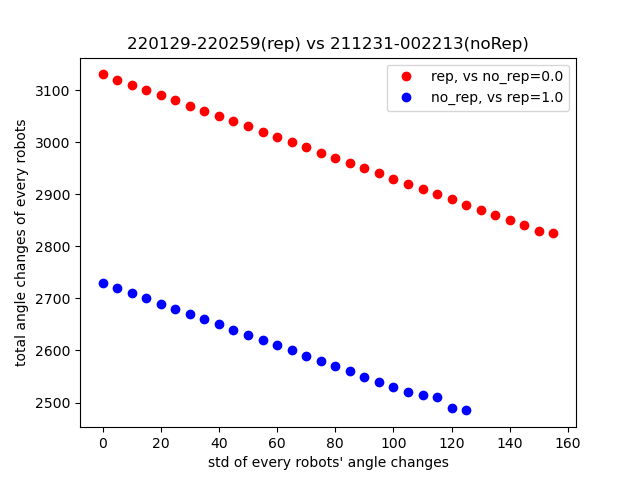 220129-220259(rep) vs 211231-002213(noRep)
rep, vs no_rep=0.0
no_rep, vs rep=1.0
total angle changes of every robots
3100
3000
2900
2800
2700
2600
2500
0 20 40 60 80 100 120 140 160
std of every robots' angle changes